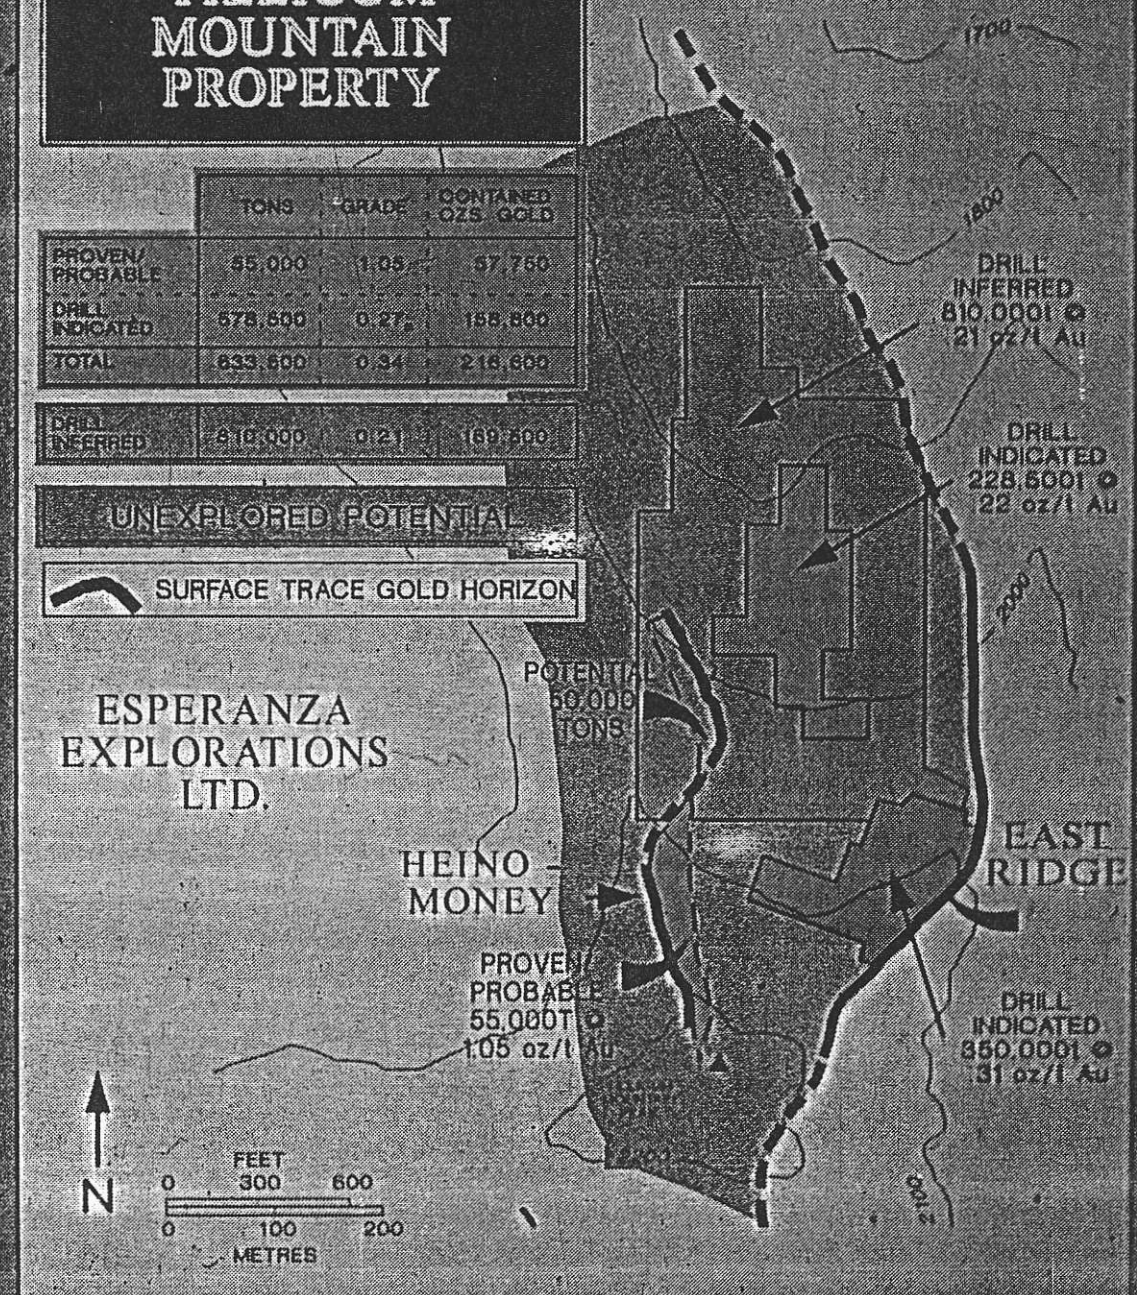 MOUNTAIN
PROPERTY
TONS GRADE CONTAINED OZS. GOLD
PROVEN/
PROBABLE 55,000 1.05 57,750
DRILL
INDICATED 578,500 0.27 158,800
TOTAL 633,500 0.34 216,600
DRILL
INFERRED 810,000 0.21 169,600
UNEXPLORED POTENTIAL
SURFACE TRACE GOLD HORIZON
ESPERANZA
EXPLORATIONS
LTD.
1700
1800
DRILL
INFERRED
810,000t @
.21 oz/t Au
DRILL
INDICATED
228,500t @
.22 oz/t Au
2000
POTENTIAL
50,000
TONS
HEINO
MONEY
EAST
RIDGE
PROVEN/
PROBABLE
55,000T @
1.05 oz/t Au
DRILL
INDICATED
350,000t @
.31 oz/t Au
2100
N
FEET
0 300 600
0 100 200
METRES